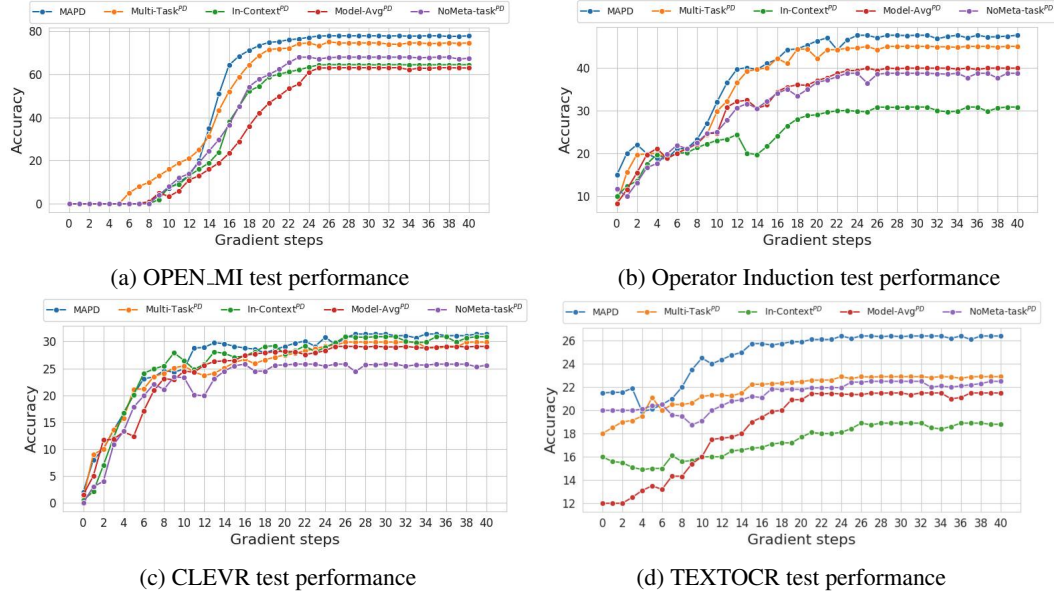 MAPD Multi-Task^PD In-Context^PD Model-Avg^PD NoMeta-task^PD
80
60
40
20
0
Accuracy
0 2 4 6 8 10 12 14 16 18 20 22 24 26 28 30 32 34 36 38 40
Gradient steps
(a) OPEN_MI test performance
MAPD Multi-Task^PD In-Context^PD Model-Avg^PD NoMeta-task^PD
40
30
20
10
Accuracy
0 2 4 6 8 10 12 14 16 18 20 22 24 26 28 30 32 34 36 38 40
Gradient steps
(b) Operator Induction test performance
MAPD Multi-Task^PD In-Context^PD Model-Avg^PD NoMeta-task^PD
30
25
20
15
10
5
0
Accuracy
0 2 4 6 8 10 12 14 16 18 20 22 24 26 28 30 32 34 36 38 40
Gradient steps
(c) CLEVR test performance
MAPD Multi-Task^PD In-Context^PD Model-Avg^PD NoMeta-task^PD
26
24
22
20
18
16
14
12
Accuracy
0 2 4 6 8 10 12 14 16 18 20 22 24 26 28 30 32 34 36 38 40
Gradient steps
(d) TEXTOCR test performance